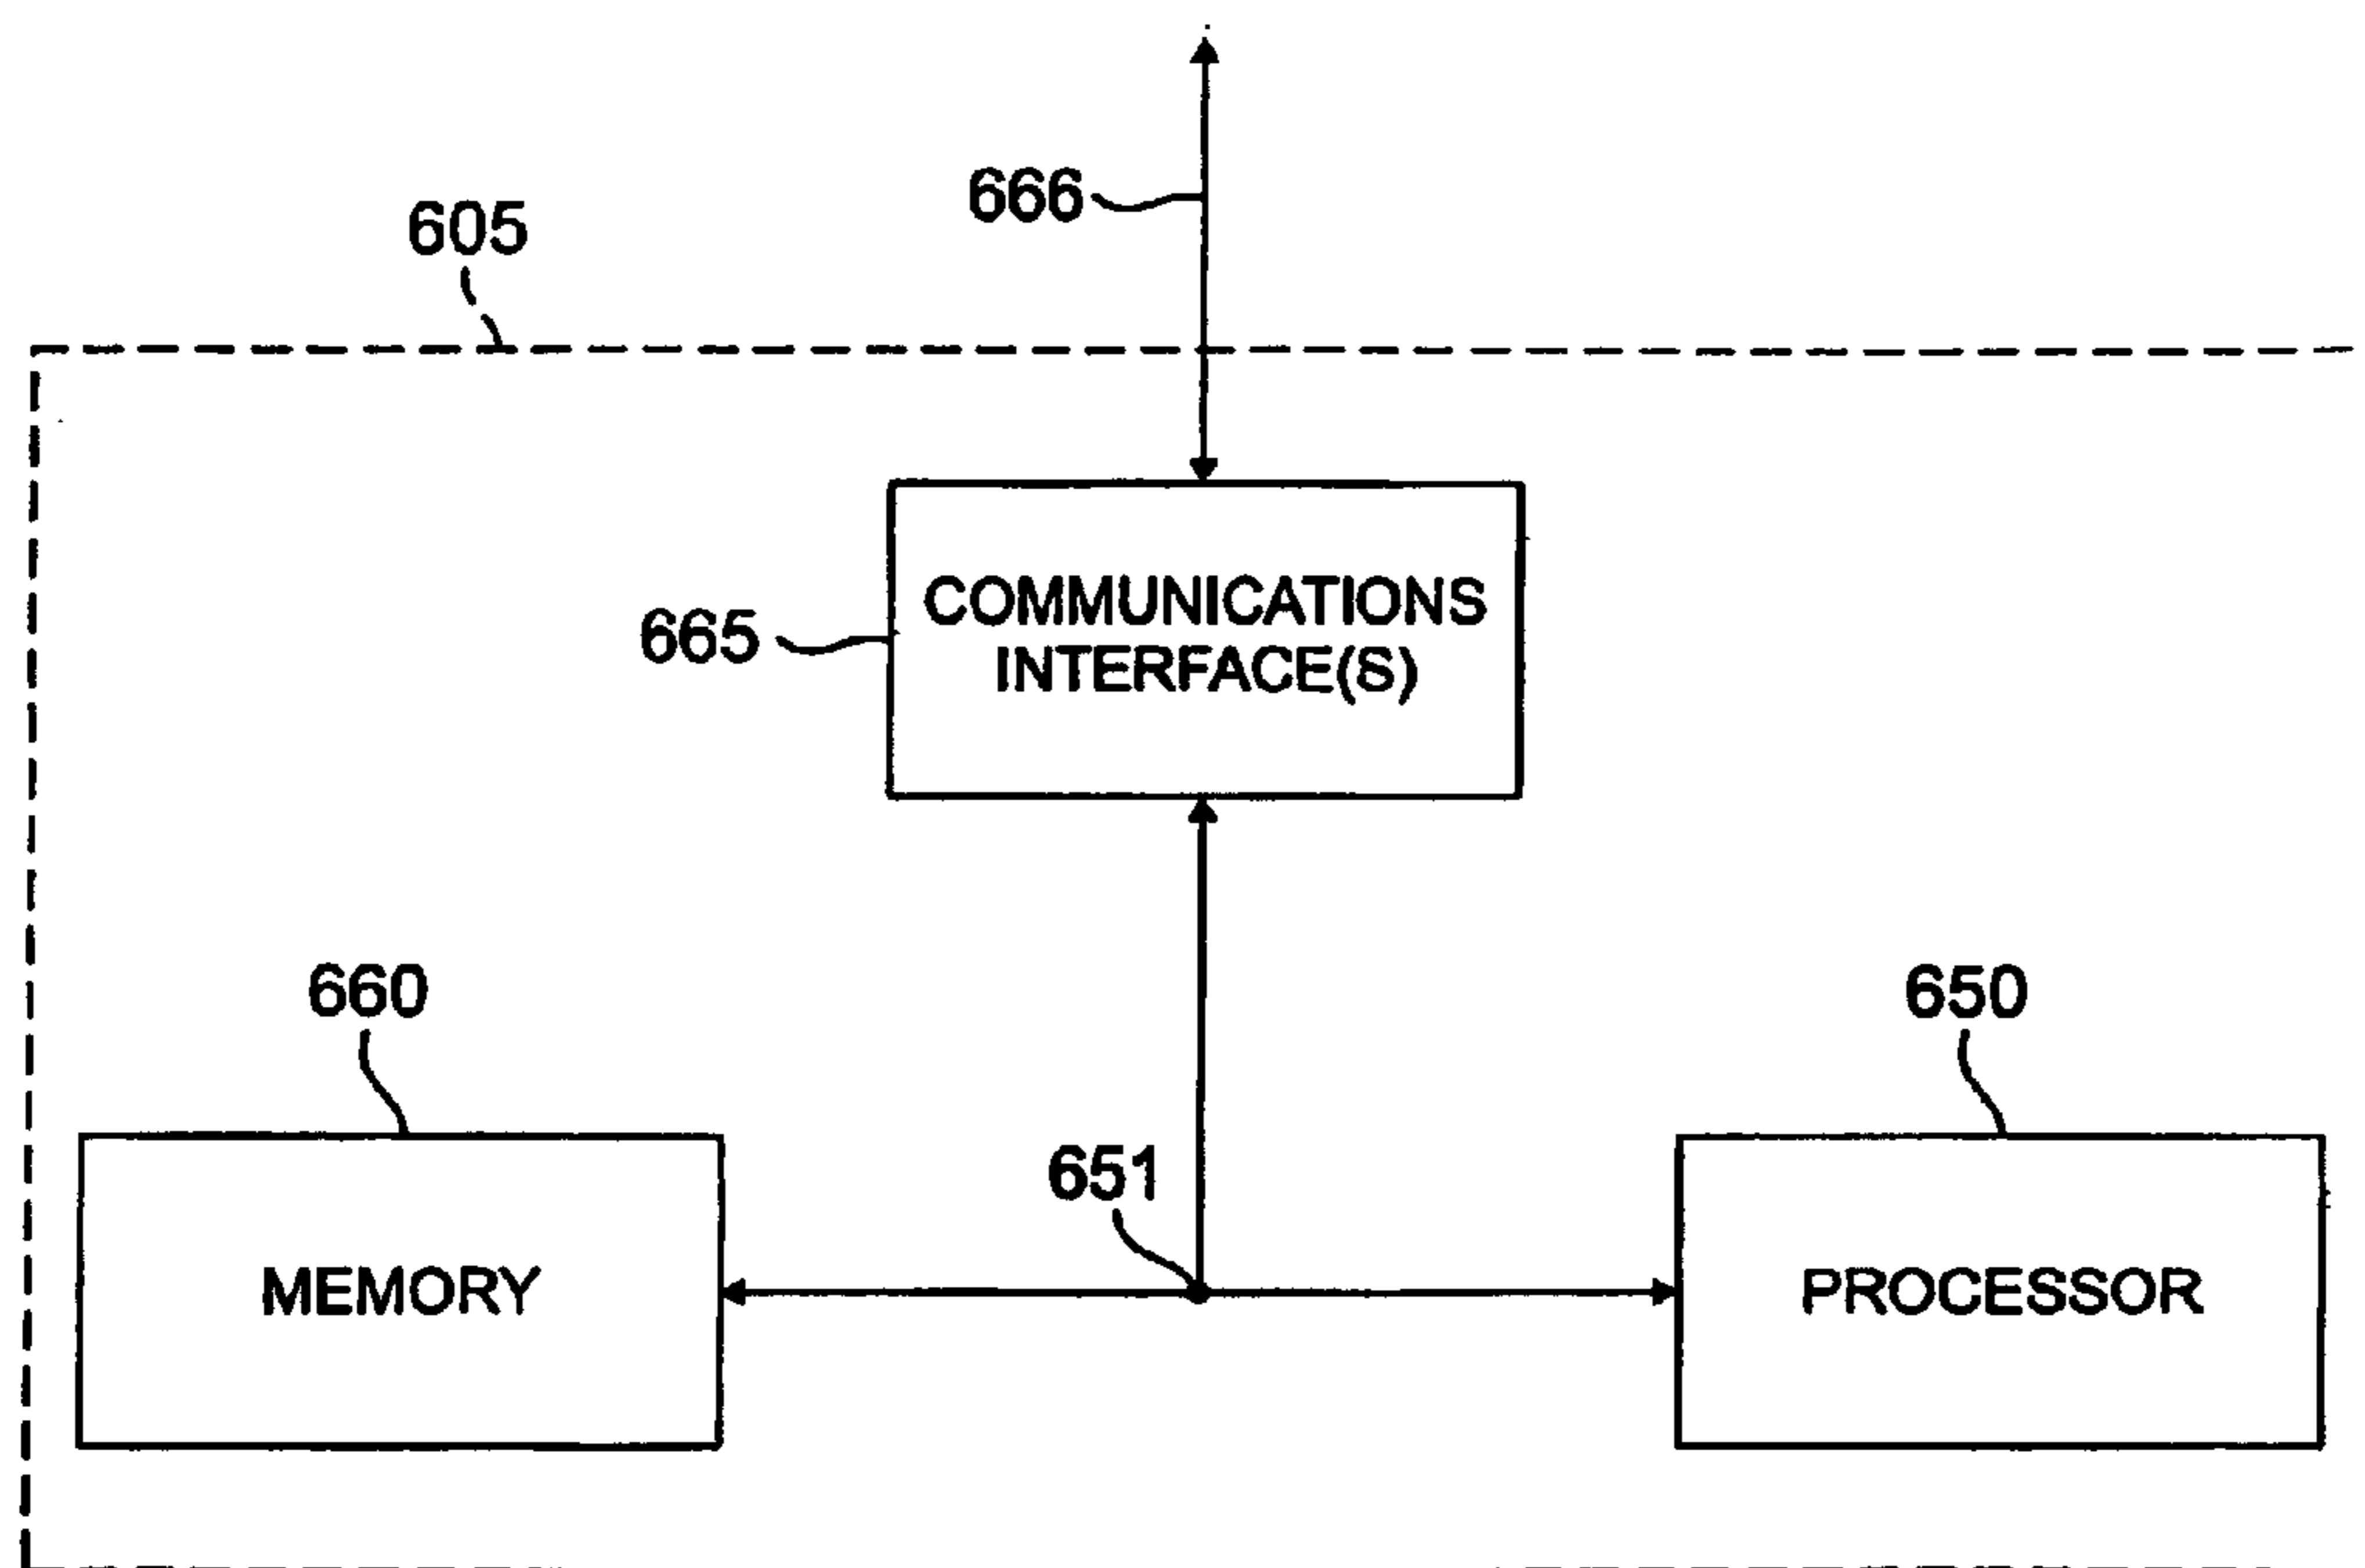 666
605
COMMUNICATIONS
INTERFACE(S)
665
660
650
651
MEMORY
PROCESSOR